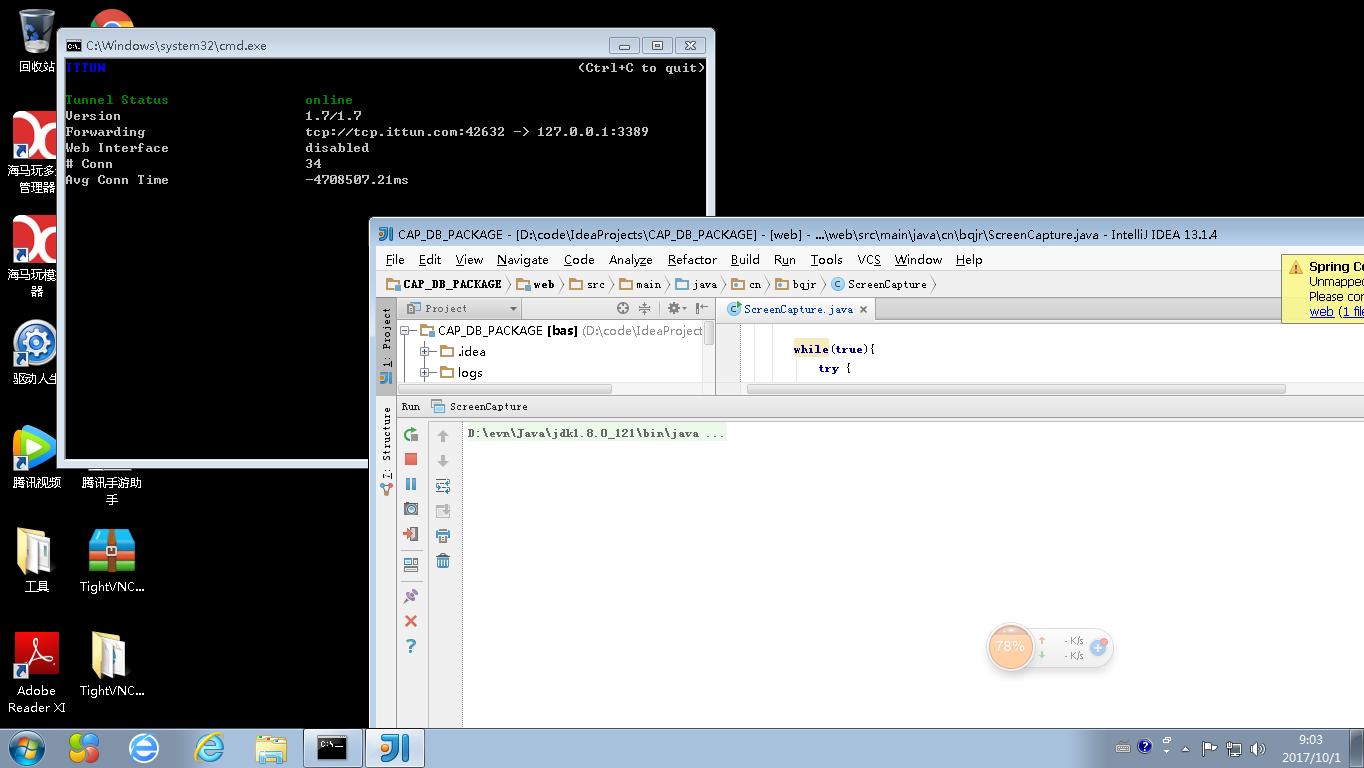 回收站
海马玩多
管理器
海马玩模
器
驱动人生
腾讯视频
腾讯手游助
手
工具
TightVNC...
Adobe
Reader XI
TightVNC...
C:\Windows\system32\cmd.exe
ITTUN (Ctrl+C to quit)
Tunnel Status online
Version 1.7/1.7
Forwarding tcp://tcp.ittun.com:42632 -> 127.0.0.1:3389
Web Interface disabled
# Conn 34
Avg Conn Time -4708507.21ms
CAP_DB_PACKAGE - [D:\code\IdeaProjects\CAP_DB_PACKAGE] - [web] - ...\web\src\main\java\cn\bqjr\ScreenCapture.java - IntelliJ IDEA 13.1.4
File Edit View Navigate Code Analyze Refactor Build Run Tools VCS Window Help
CAP_DB_PACKAGE web src main java cn bqjr ScreenCapture
Spring Co
Unmapped
Please con
web (1 file
1: Project
Project
ScreenCapture.java
CAP_DB_PACKAGE [bas] (D:\code\IdeaProject
.idea
logs
while(true){
try {
Run ScreenCapture
7: Structure
D:\evn\Java\jdk1.8.0_121\bin\java ...
78%
- K/s
- K/s
9:03
2017/10/1